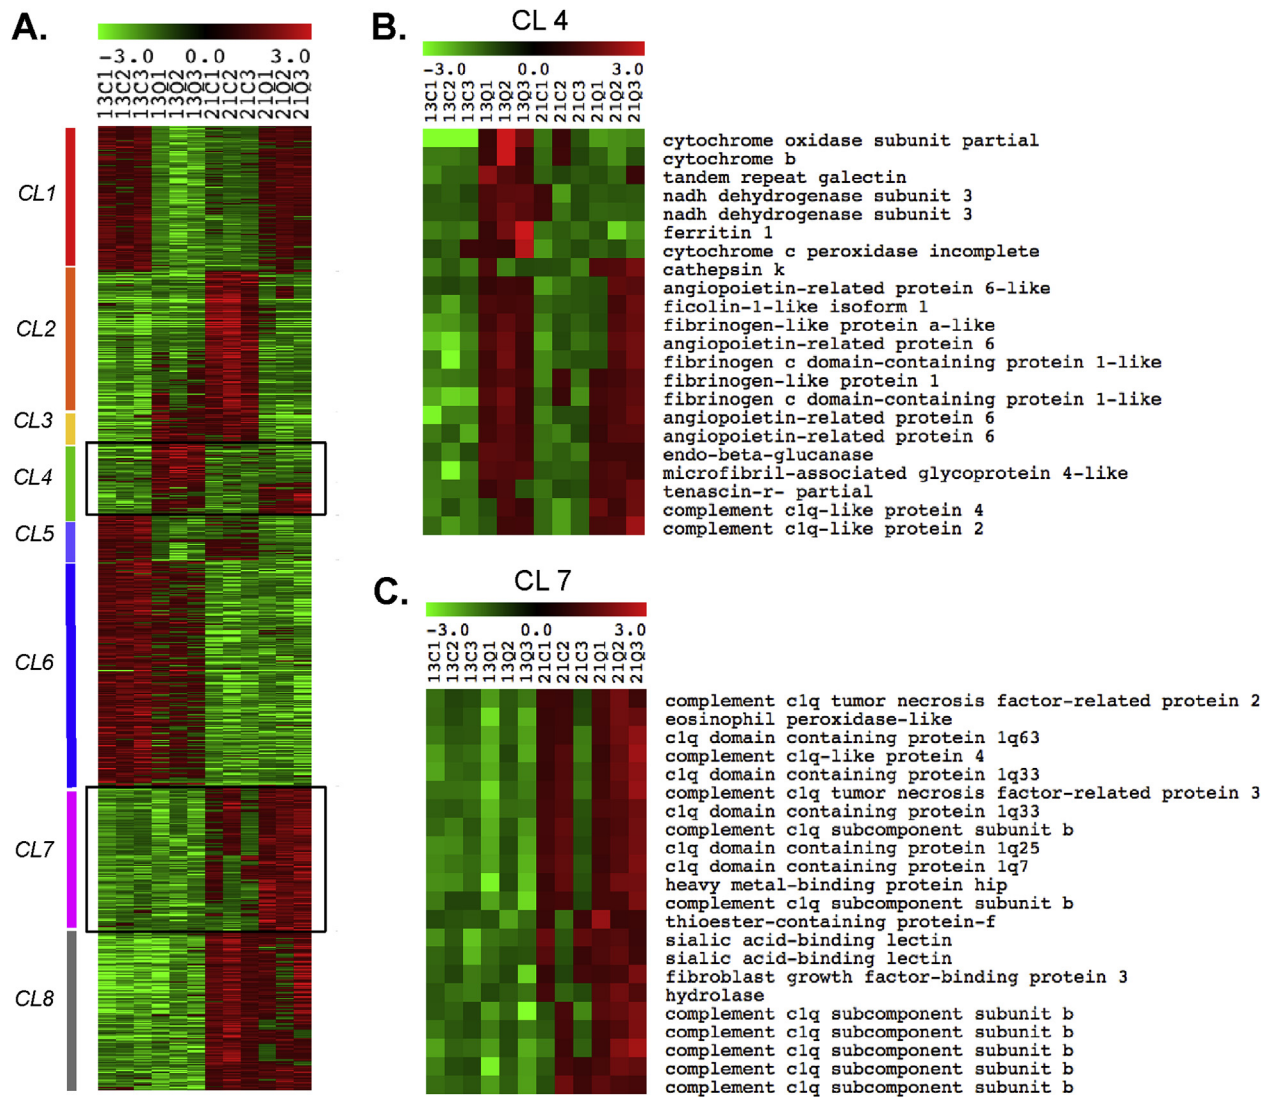 A.
-3.0 0.0 3.0
13C1 13C2 13C3 13Q1 13Q2 13Q3 21C1 21C2 21C3 21Q1 21Q2 21Q3
CL1
CL2
CL3
CL4
CL5
CL6
CL7
CL8
B.
CL 4
-3.0 0.0 3.0
13C1 13C2 13C3 13Q1 13Q2 13Q3 21C1 21C2 21C3 21Q1 21Q2 21Q3
cytochrome oxidase subunit partial
cytochrome b
tandem repeat galectin
nadh dehydrogenase subunit 3
nadh dehydrogenase subunit 3
ferritin 1
cytochrome c peroxidase incomplete
cathepsin k
angiopoietin-related protein 6-like
ficolin-1-like isoform 1
fibrinogen-like protein a-like
angiopoietin-related protein 6
fibrinogen c domain-containing protein 1-like
fibrinogen-like protein 1
fibrinogen c domain-containing protein 1-like
angiopoietin-related protein 6
angiopoietin-related protein 6
endo-beta-glucanase
microfibril-associated glycoprotein 4-like
tenascin-r- partial
complement c1q-like protein 4
complement c1q-like protein 2
C.
CL 7
-3.0 0.0 3.0
13C1 13C2 13C3 13Q1 13Q2 13Q3 21C1 21C2 21C3 21Q1 21Q2 21Q3
complement c1q tumor necrosis factor-related protein 2
eosinophil peroxidase-like
c1q domain containing protein 1q63
complement c1q-like protein 4
c1q domain containing protein 1q33
complement c1q tumor necrosis factor-related protein 3
c1q domain containing protein 1q33
complement c1q subcomponent subunit b
c1q domain containing protein 1q25
c1q domain containing protein 1q7
heavy metal-binding protein hip
complement c1q subcomponent subunit b
thioester-containing protein-f
sialic acid-binding lectin
sialic acid-binding lectin
fibroblast growth factor-binding protein 3
hydrolase
complement c1q subcomponent subunit b
complement c1q subcomponent subunit b
complement c1q subcomponent subunit b
complement c1q subcomponent subunit b
complement c1q subcomponent subunit b